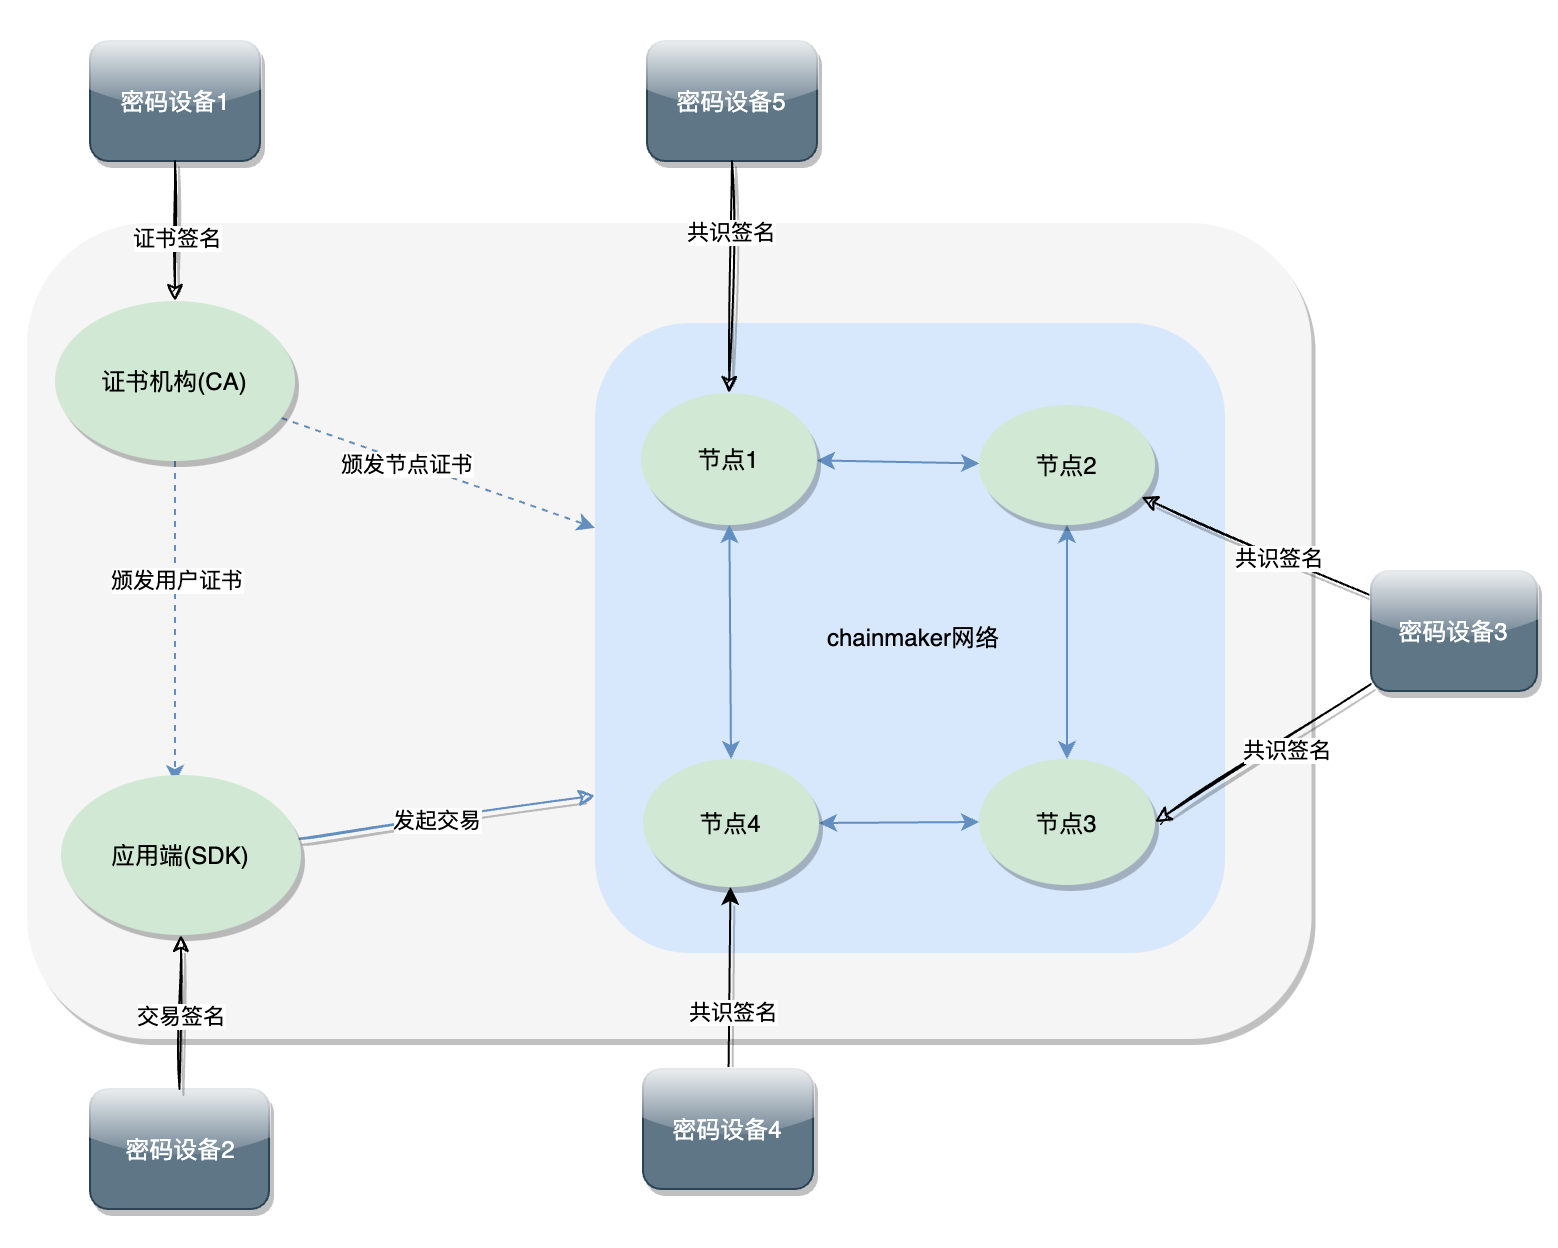 密码设备1
密码设备5
证书签名
共识签名
证书机构(CA)
颁发节点证书
节点1
节点2
共识签名
颁发用户证书
chainmaker网络
密码设备3
共识签名
发起交易
节点4
节点3
应用端(SDK)
交易签名
共识签名
密码设备2
密码设备4